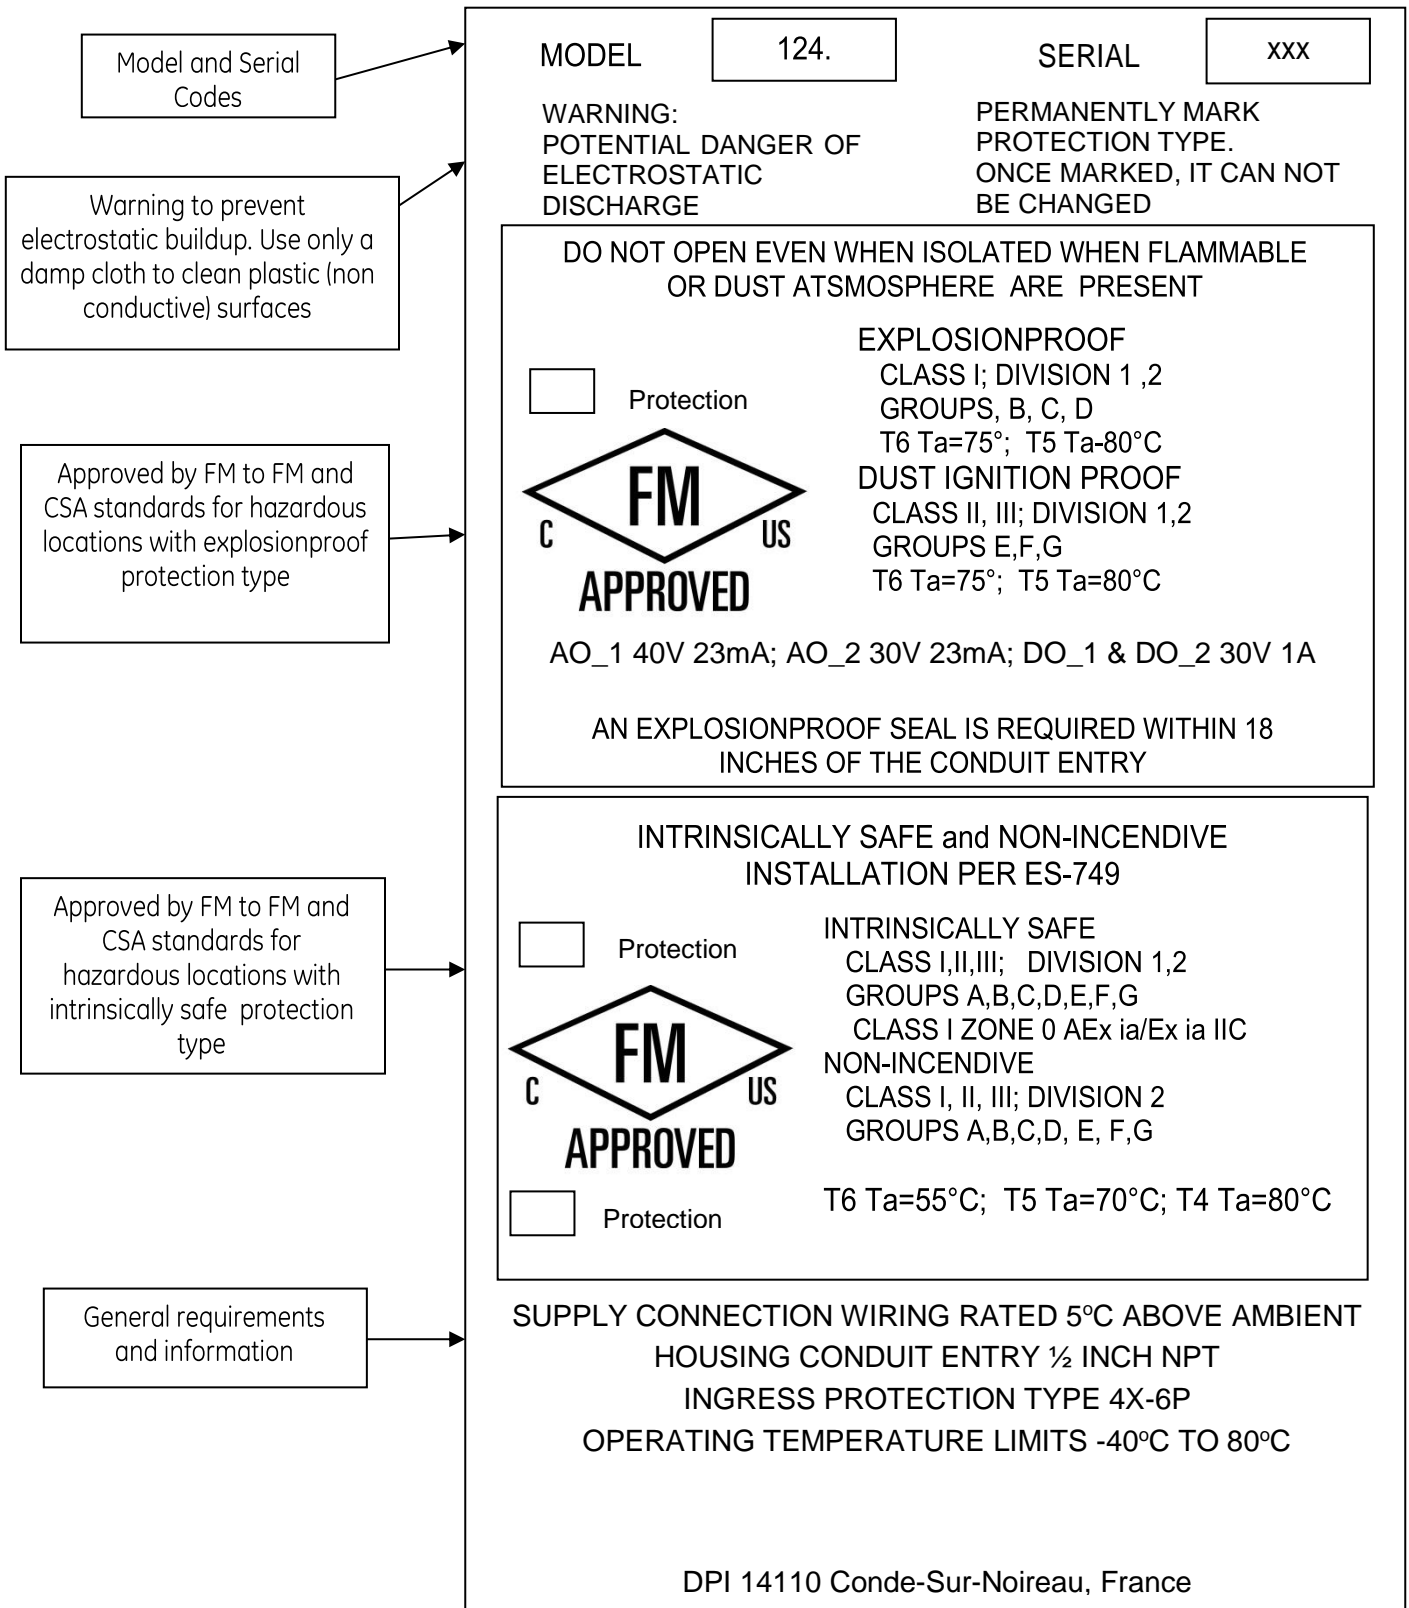 Model and Serial
Codes
Warning to prevent
electrostatic buildup. Use only a
damp cloth to clean plastic (non
conductive) surfaces
Approved by FM to FM and
CSA standards for hazardous
locations with explosionproof
protection type
Approved by FM to FM and
CSA standards for
hazardous locations with
intrinsically safe protection
type
General requirements
and information
MODEL 124. SERIAL xxx
WARNING:
POTENTIAL DANGER OF
ELECTROSTATIC
DISCHARGE
PERMANENTLY MARK
PROTECTION TYPE.
ONCE MARKED, IT CAN NOT
BE CHANGED
DO NOT OPEN EVEN WHEN ISOLATED WHEN FLAMMABLE
OR DUST ATSMOSPHERE ARE PRESENT
Protection
FM
C US
APPROVED
EXPLOSIONPROOF
CLASS I; DIVISION 1 ,2
GROUPS, B, C, D
T6 Ta=75°; T5 Ta-80°C
DUST IGNITION PROOF
CLASS II, III; DIVISION 1,2
GROUPS E,F,G
T6 Ta=75°; T5 Ta=80°C
AO_1 40V 23mA; AO_2 30V 23mA; DO_1 & DO_2 30V 1A
AN EXPLOSIONPROOF SEAL IS REQUIRED WITHIN 18
INCHES OF THE CONDUIT ENTRY
INTRINSICALLY SAFE and NON-INCENDIVE
INSTALLATION PER ES-749
Protection
FM
C US
APPROVED
Protection
INTRINSICALLY SAFE
CLASS I,II,III; DIVISION 1,2
GROUPS A,B,C,D,E,F,G
CLASS I ZONE 0 AEx ia/Ex ia IIC
NON-INCENDIVE
CLASS I, II, III; DIVISION 2
GROUPS A,B,C,D, E, F,G
T6 Ta=55°C; T5 Ta=70°C; T4 Ta=80°C
SUPPLY CONNECTION WIRING RATED 5ºC ABOVE AMBIENT
HOUSING CONDUIT ENTRY ½ INCH NPT
INGRESS PROTECTION TYPE 4X-6P
OPERATING TEMPERATURE LIMITS -40ºC TO 80ºC
DPI 14110 Conde-Sur-Noireau, France